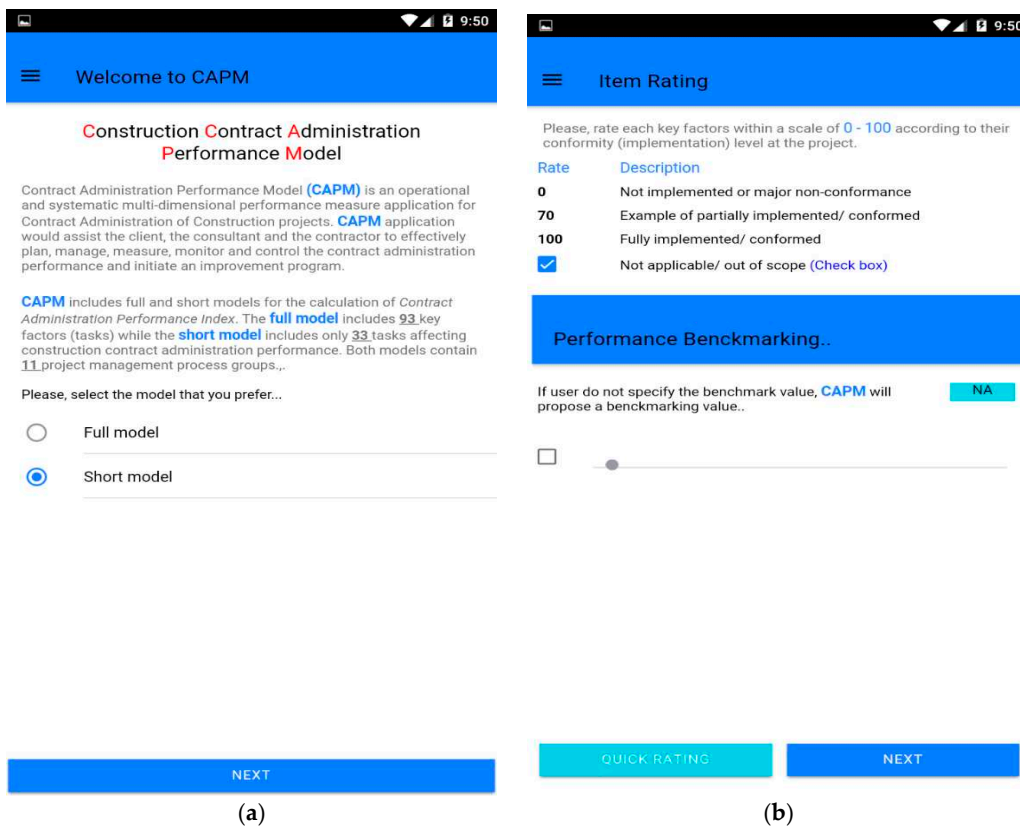 9:50
Welcome to CAPM
Construction Contract Administration
Performance Model
Contract Administration Performance Model (CAPM) is an operational
and systematic multi-dimensional performance measure application for
Contract Administration of Construction projects. CAPM application
would assist the client, the consultant and the contractor to effectively
plan, manage, measure, monitor and control the contract administration
performance and initiate an improvement program.
CAPM includes full and short models for the calculation of Contract
Administration Performance Index. The full model includes 93 key
factors (tasks) while the short model includes only 33 tasks affecting
construction contract administration performance. Both models contain
11 project management process groups.,.
Please, select the model that you prefer...
Full model
Short model
NEXT
(a)
9:50
Item Rating
Please, rate each key factors within a scale of 0 - 100 according to their
conformity (implementation) level at the project.
Rate Description
0 Not implemented or major non-conformance
70 Example of partially implemented/ conformed
100 Fully implemented/ conformed
Not applicable/ out of scope (Check box)
Performance Benckmarking..
If user do not specify the benchmark value, CAPM will
propose a benckmarking value..
NA
QUICK RATING
NEXT
(b)